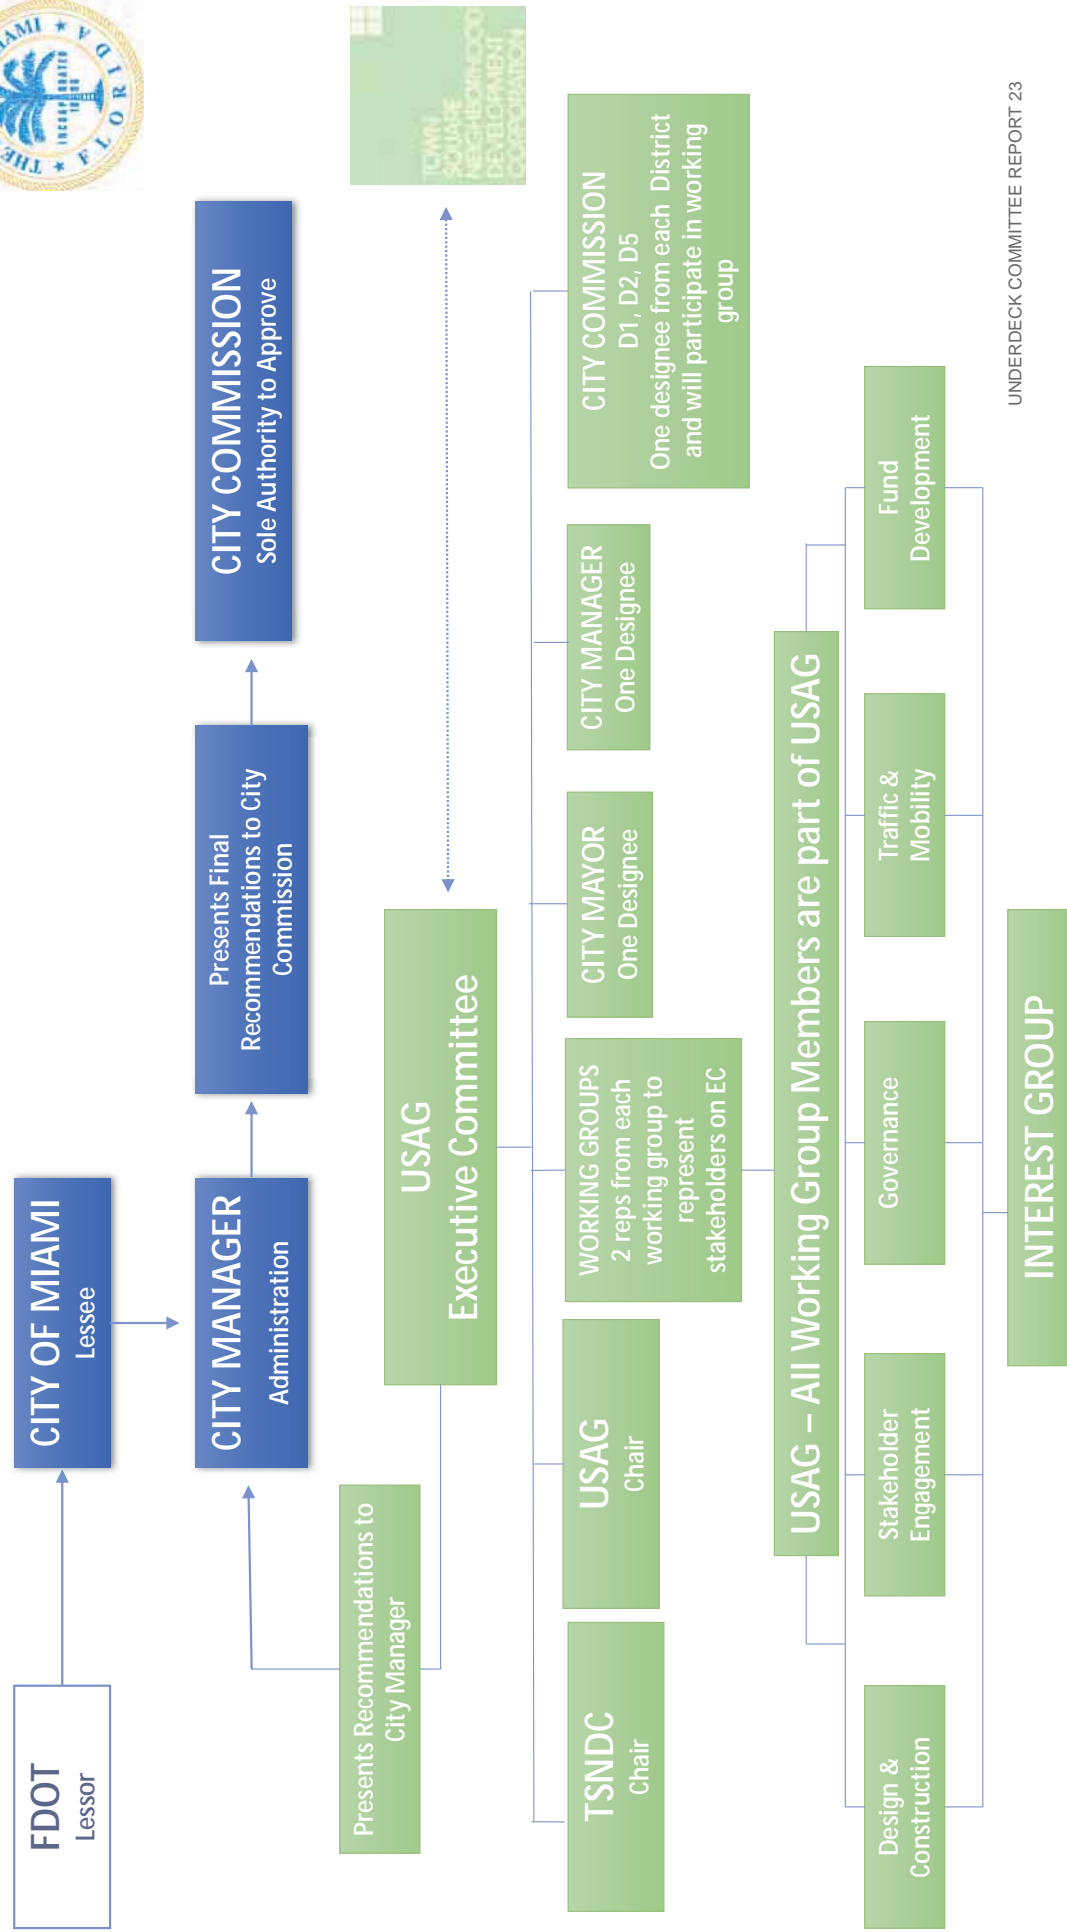 THE
MIAMI
INCORPORATED
FLORIDA
FDOT
Lessor
CITY OF MIAMI
Lessee
CITY MANAGER
Administration
Presents Final
Recommendations to City
Commission
CITY COMMISSION
Sole Authority to Approve
Presents Recommendations to
City Manager
USAG
Executive Committee
TOWN
SQUARE
NEIGHBORHOOD
DEVELOPMENT
CORPORATION
TSNDC
Chair
USAG
Chair
WORKING GROUPS
2 reps from each
working group to
represent
stakeholders on EC
CITY MAYOR
One Designee
CITY MANAGER
One Designee
CITY COMMISSION
D1, D2, D5
One designee from each District
and will participate in working
group
USAG – All Working Group Members are part of USAG
Design &
Construction
Stakeholder
Engagement
Governance
Traffic &
Mobility
Fund
Development
INTEREST GROUP
UNDERDECK COMMITTEE REPORT 23